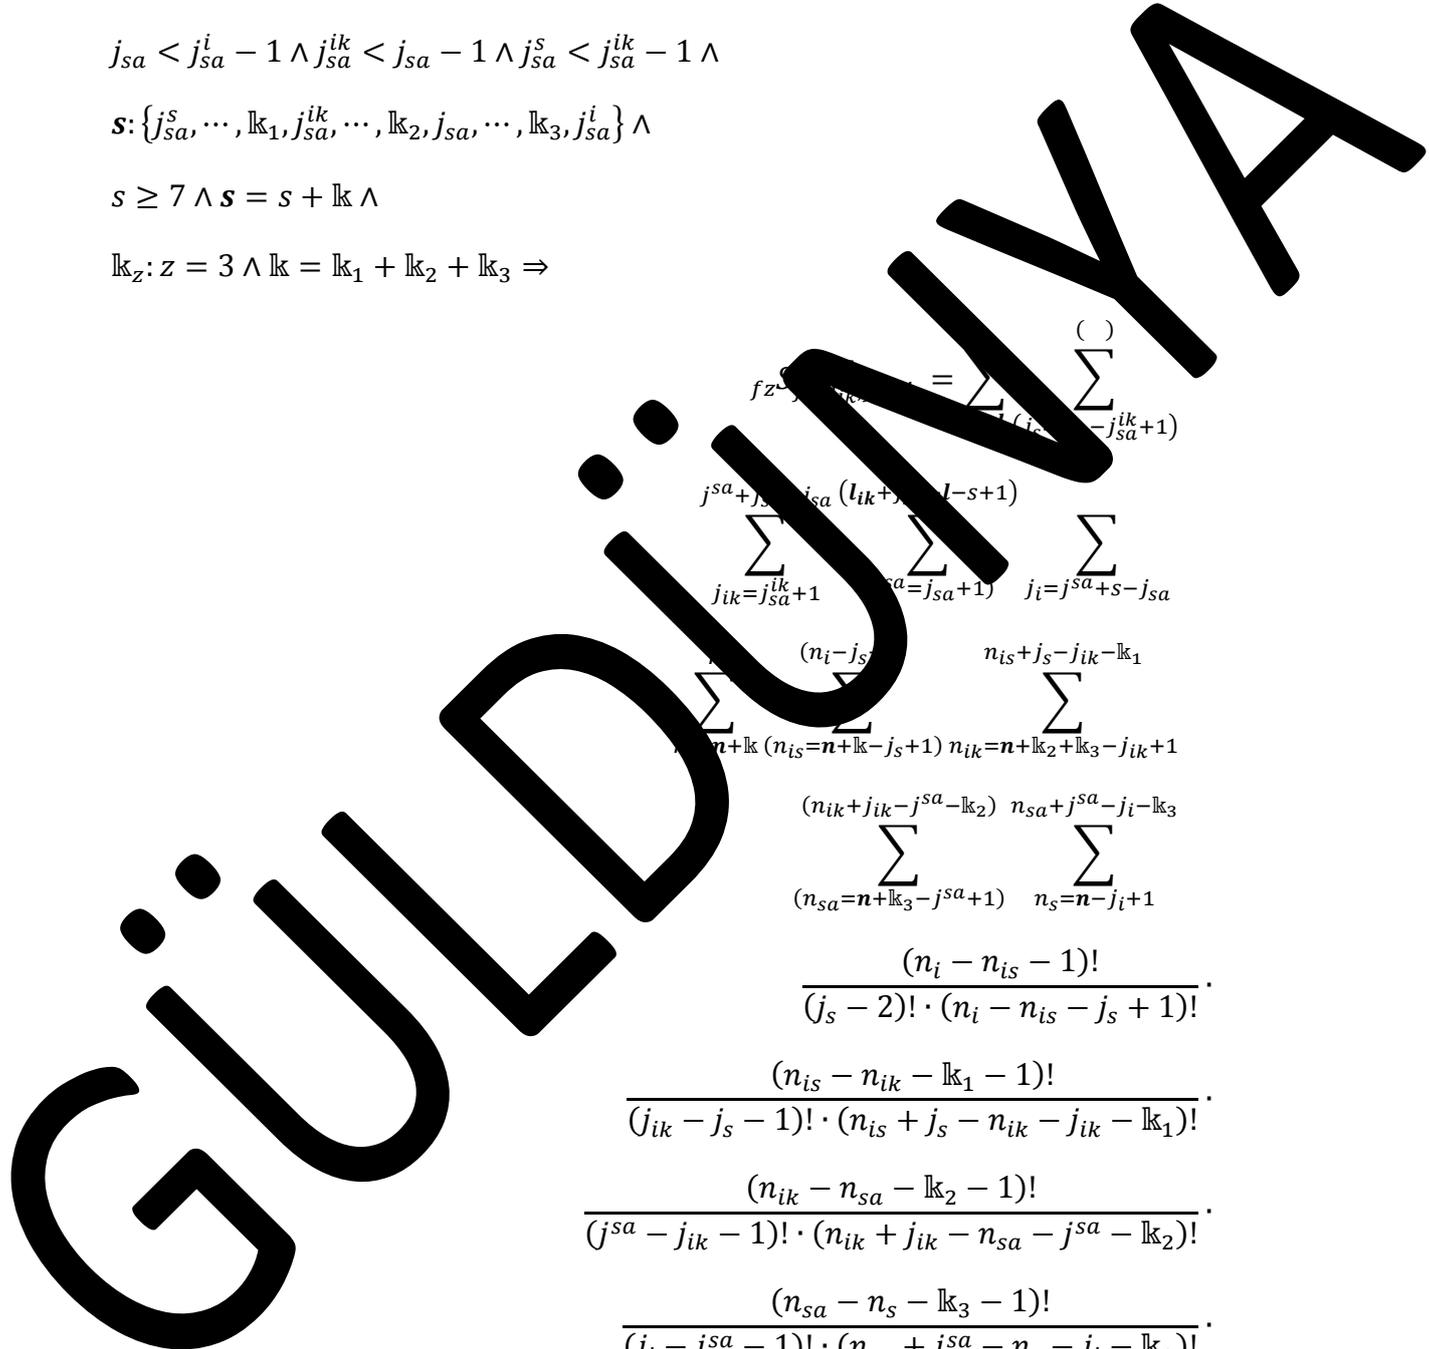 j_{sa} < j_{sa}^{i} − 1 ∧ j_{sa}^{ik} < j_{sa} − 1 ∧ j_{sa}^{s} < j_{sa}^{ik} − 1 ∧
s: {j_{sa}^{s}, ⋯, 𝕜_1, j_{sa}^{ik}, ⋯, 𝕜_2, j_{sa}, ⋯, 𝕜_3, j_{sa}^{i}} ∧
s ≥ 7 ∧ s = s + 𝕜 ∧
𝕜_z: z = 3 ∧ 𝕜 = 𝕜_1 + 𝕜_2 + 𝕜_3 ⇒
GÜLDÜNYA
( )
fz = ∑ ∑
−j_{sa}^{ik}+1)
−s+1)
∑ ∑ ∑
j_{ik}=j_{sa}^{ik}+1 =j_{sa}+1) j_i=j^{sa}+s−j_{sa}
n_{is}+j_s−j_{ik}−𝕜_1
∑ ∑ ∑
n+𝕜 (n_{is}=n+𝕜−j_s+1) n_{ik}=n+𝕜_2+𝕜_3−j_{ik}+1
(n_{ik}+j_{ik}−j^{sa}−𝕜_2) n_{sa}+j^{sa}−j_i−𝕜_3
∑ ∑
(n_{sa}=n+𝕜_3−j^{sa}+1) n_s=n−j_i+1
(n_i − n_{is} − 1)!
(j_s − 2)! · (n_i − n_{is} − j_s + 1)! ·
(n_{is} − n_{ik} − 𝕜_1 − 1)!
(j_{ik} − j_s − 1)! · (n_{is} + j_s − n_{ik} − j_{ik} − 𝕜_1)! ·
(n_{ik} − n_{sa} − 𝕜_2 − 1)!
(j^{sa} − j_{ik} − 1)! · (n_{ik} + j_{ik} − n_{sa} − j^{sa} − 𝕜_2)! ·
(n_{sa} − n_s − 𝕜_3 − 1)! ·